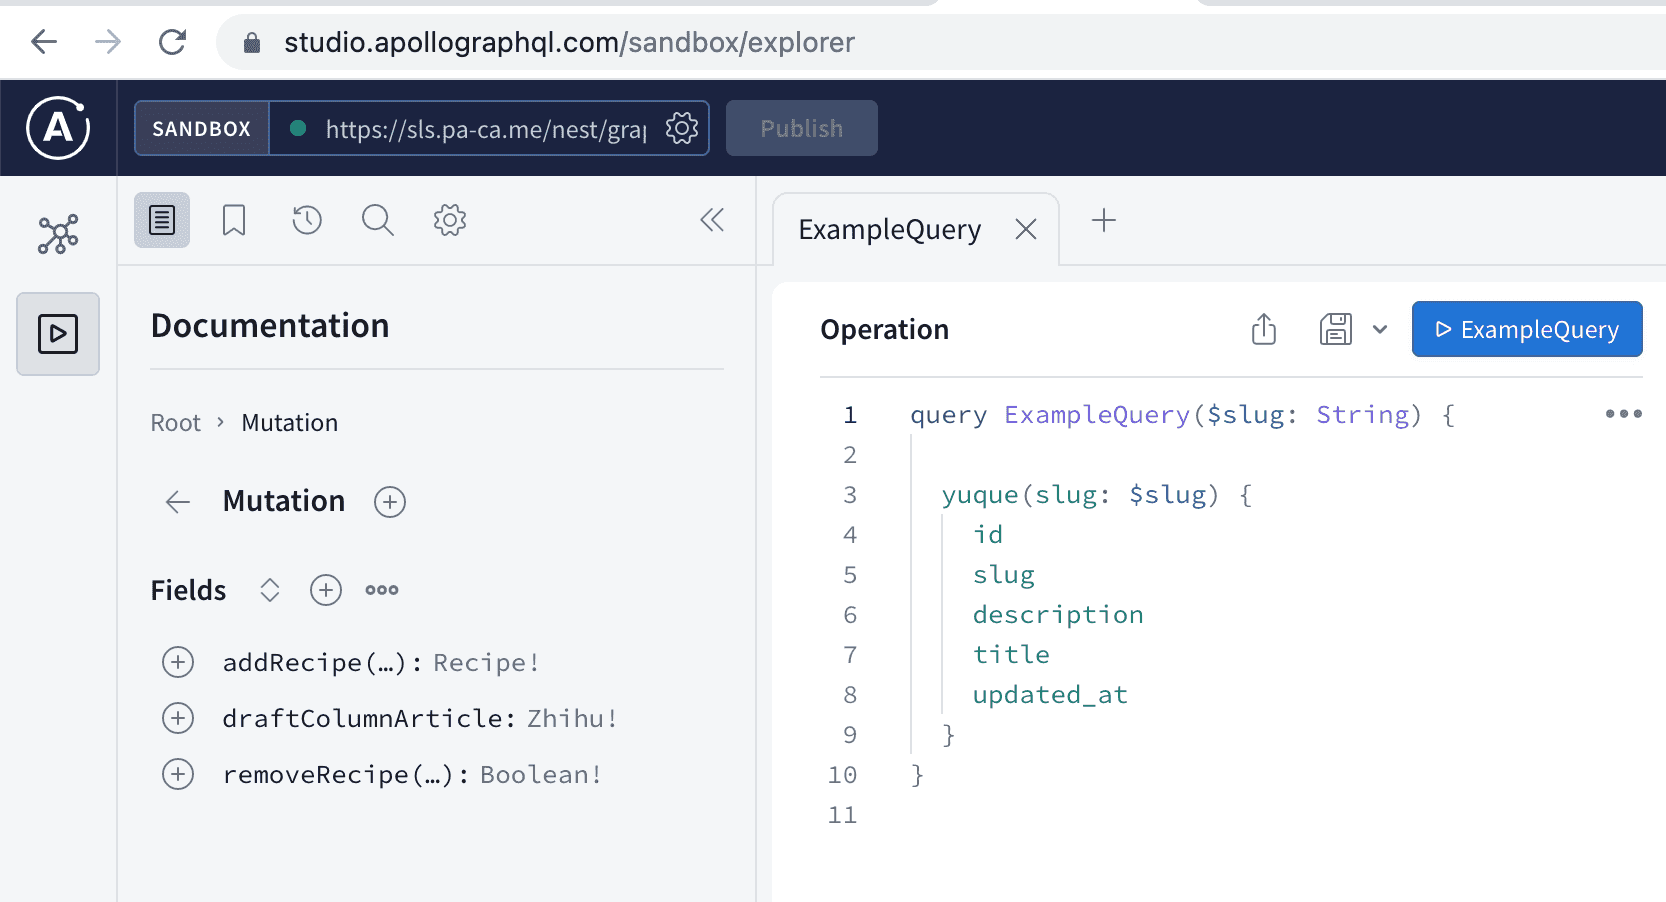 studio.apollographql.com/sandbox/explorer
A
SANDBOX
https://sls.pa-ca.me/nest/gra
Publish
ExampleQuery
Documentation
Root › Mutation
Mutation
Fields
addRecipe(…): Recipe!
draftColumnArticle: Zhihu!
removeRecipe(…): Boolean!
Operation
ExampleQuery
1 query ExampleQuery($slug: String) {
2
3 yuque(slug: $slug) {
4 id
5 slug
6 description
7 title
8 updated_at
9 }
10 }
11